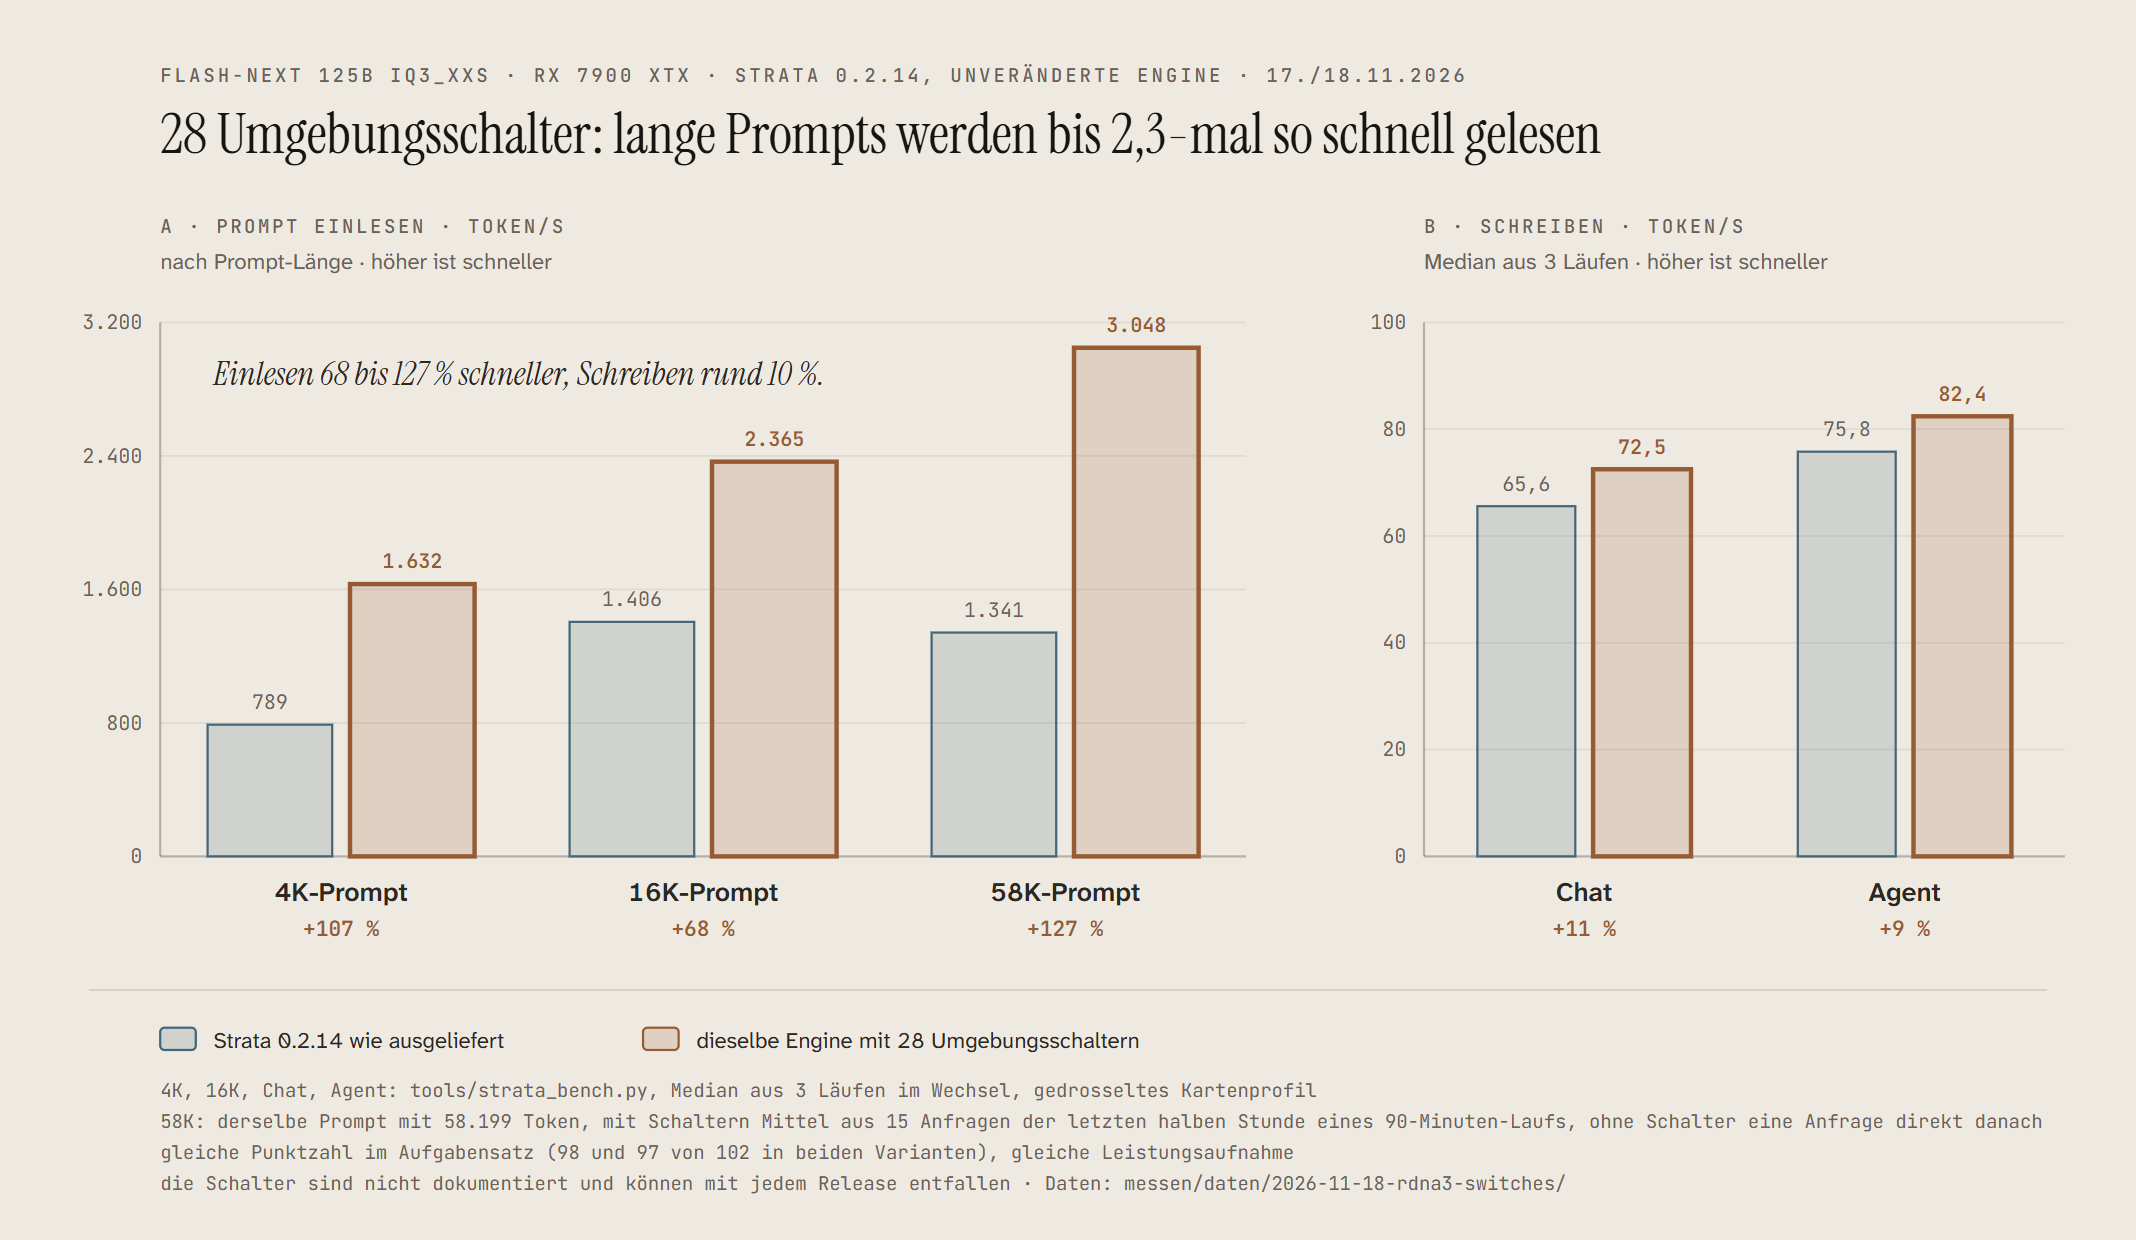 FLASH-NEXT 125B IQ3_XXS · RX 7900 XTX · STRATA 0.2.14, UNVERÄNDERTE ENGINE · 17./18.11.2026
28 Umgebungsschalter: lange Prompts werden bis 2,3-mal so schnell gelesen
A · PROMPT EINLESEN · TOKEN/S
nach Prompt-Länge · höher ist schneller
3.200
2.400
1.600
800
0
Einlesen 68 bis 127 % schneller, Schreiben rund 10 %.
789
1.632
1.406
2.365
1.341
3.048
4K-Prompt
+107 %
16K-Prompt
+68 %
58K-Prompt
+127 %
B · SCHREIBEN · TOKEN/S
Median aus 3 Läufen · höher ist schneller
100
80
60
40
20
0
65,6
72,5
75,8
82,4
Chat
+11 %
Agent
+9 %
Strata 0.2.14 wie ausgeliefert
dieselbe Engine mit 28 Umgebungsschaltern
4K, 16K, Chat, Agent: tools/strata_bench.py, Median aus 3 Läufen im Wechsel, gedrosseltes Kartenprofil
58K: derselbe Prompt mit 58.199 Token, mit Schaltern Mittel aus 15 Anfragen der letzten halben Stunde eines 90-Minuten-Laufs, ohne Schalter eine Anfrage direkt danach
gleiche Punktzahl im Aufgabensatz (98 und 97 von 102 in beiden Varianten), gleiche Leistungsaufnahme
die Schalter sind nicht dokumentiert und können mit jedem Release entfallen · Daten: messen/daten/2026-11-18-rdna3-switches/